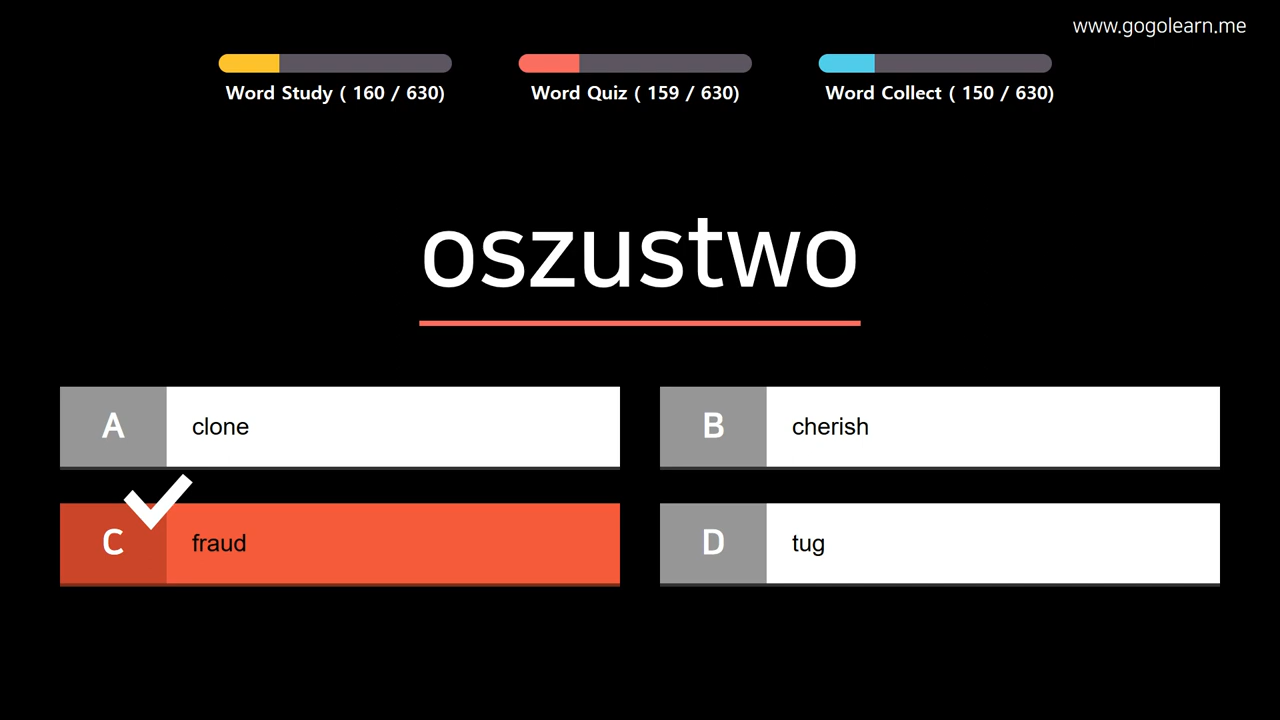 www.gogolearn.me
Word Study ( 160 / 630)
Word Quiz ( 159 / 630)
Word Collect ( 150 / 630)
oszustwo
A clone
B cherish
C fraud
D tug